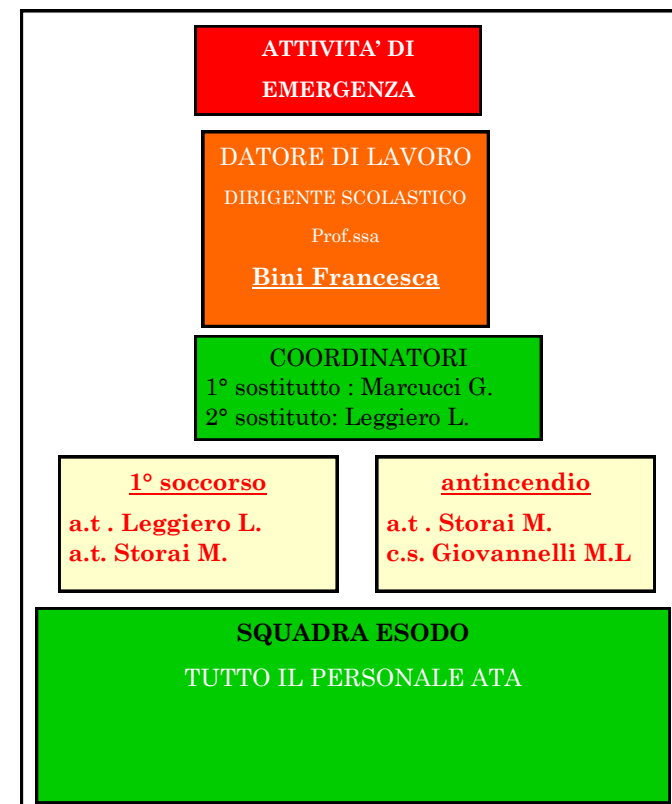 ATTIVITA’ DI
EMERGENZA
DATORE DI LAVORO
DIRIGENTE SCOLASTICO
Prof.ssa
Bini Francesca
COORDINATORI
1° sostitutto : Marcucci G.
2° sostituto: Leggiero L.
1° soccorso
a.t . Leggiero L.
a.t. Storai M.
antincendio
a.t . Storai M.
c.s. Giovannelli M.L
SQUADRA ESODO
TUTTO IL PERSONALE ATA